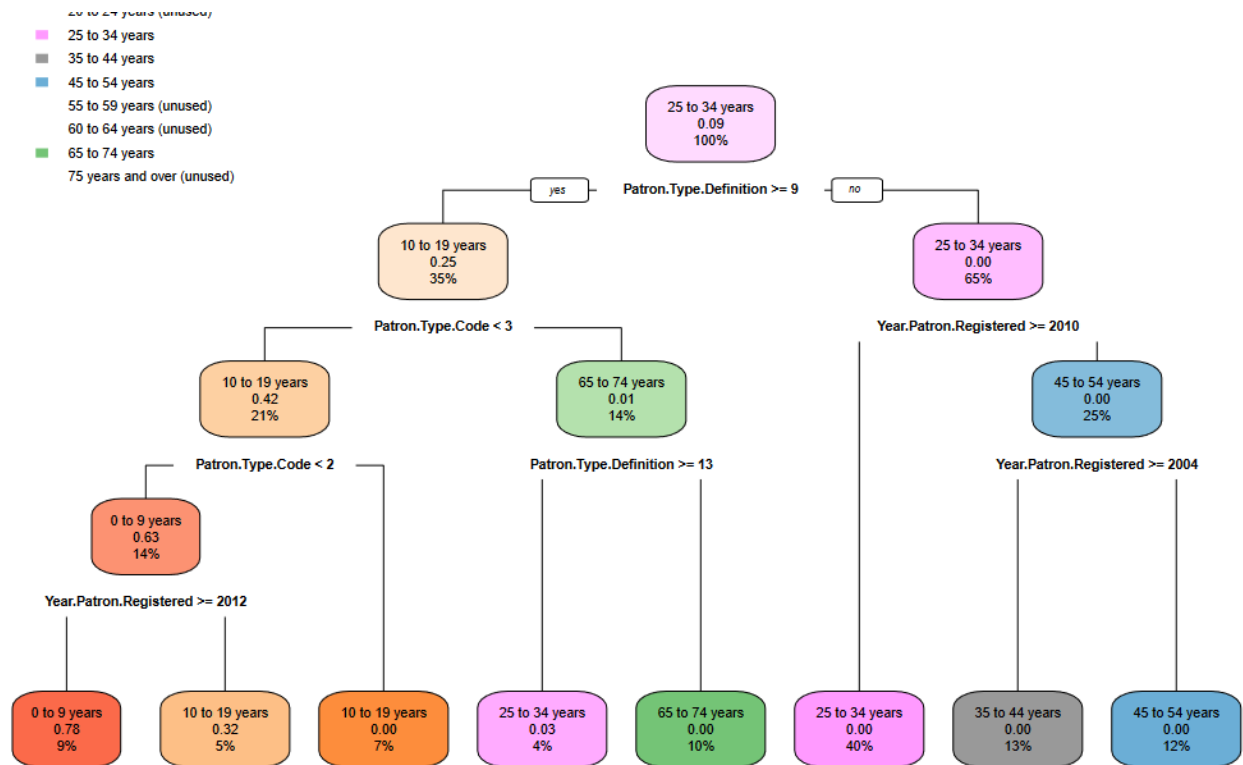 20 to 24 years (unused)
25 to 34 years
35 to 44 years
45 to 54 years
55 to 59 years (unused)
60 to 64 years (unused)
65 to 74 years
75 years and over (unused)
25 to 34 years
0.09
100%
yes
Patron.Type.Definition >= 9
no
10 to 19 years
0.25
35%
25 to 34 years
0.00
65%
Patron.Type.Code < 3
Year.Patron.Registered >= 2010
10 to 19 years
0.42
21%
65 to 74 years
0.01
14%
45 to 54 years
0.00
25%
Patron.Type.Code < 2
Patron.Type.Definition >= 13
Year.Patron.Registered >= 2004
0 to 9 years
0.63
14%
Year.Patron.Registered >= 2012
0 to 9 years
0.78
9%
10 to 19 years
0.32
5%
10 to 19 years
0.00
7%
25 to 34 years
0.03
4%
65 to 74 years
0.00
10%
25 to 34 years
0.00
40%
35 to 44 years
0.00
13%
45 to 54 years
0.00
12%